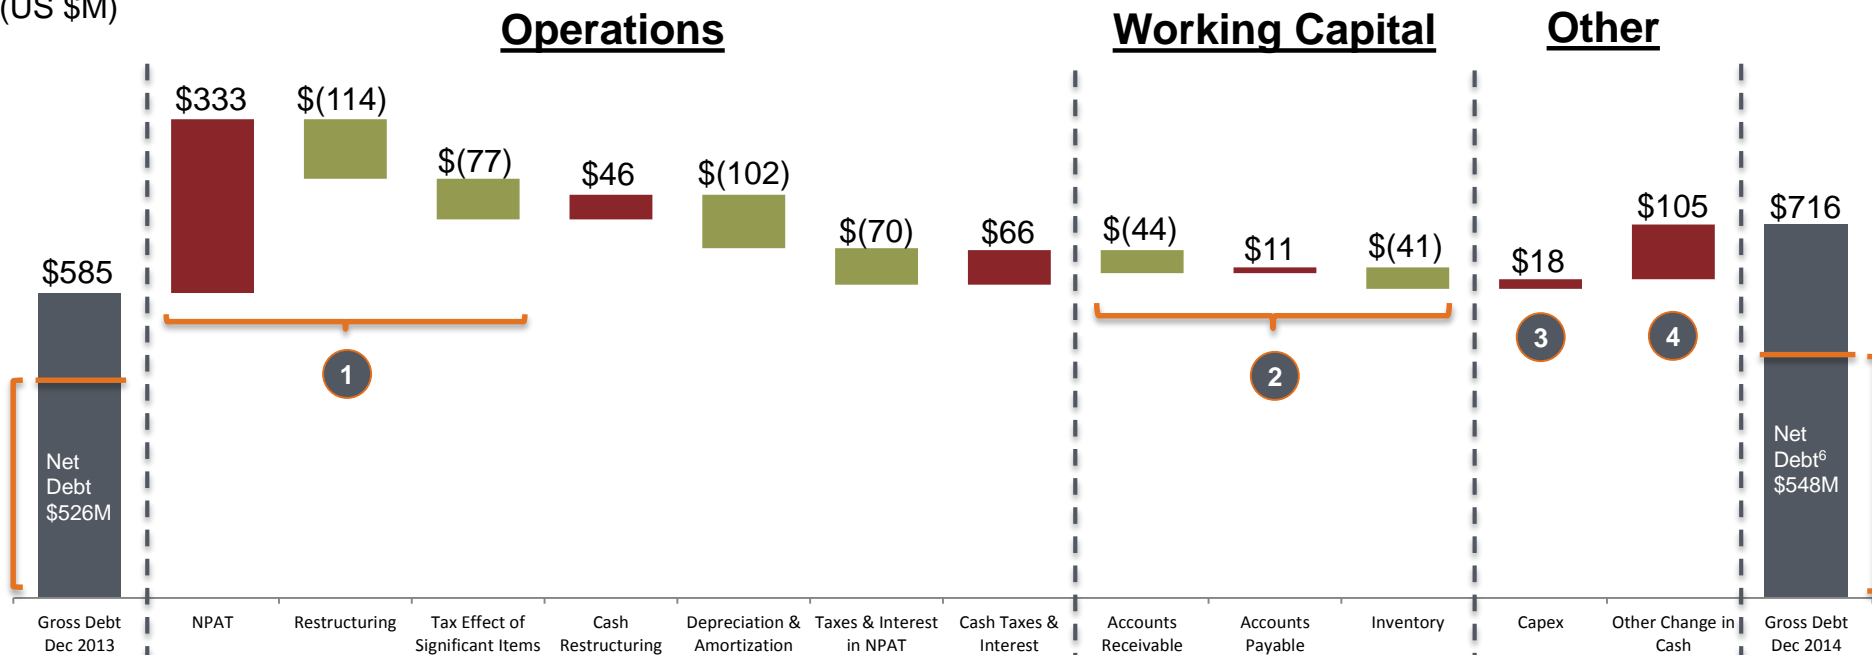 (US $M)
Operations
Working Capital
Other
$585
$333
$(114)
$(77)
$46
$(102)
$(70)
$66
$(44)
$11
$(41)
$18
$105
$716
1
2
3
4
Net
Debt
$526M
Net
Debt⁶
$548M
Gross Debt
Dec 2013
NPAT
Restructuring
Tax Effect of
Significant Items
Cash
Restructuring
Depreciation &
Amortization
Taxes & Interest
in NPAT
Cash Taxes &
Interest
Accounts
Receivable
Accounts
Payable
Inventory
Capex
Other Change in
Cash
Gross Debt
Dec 2014